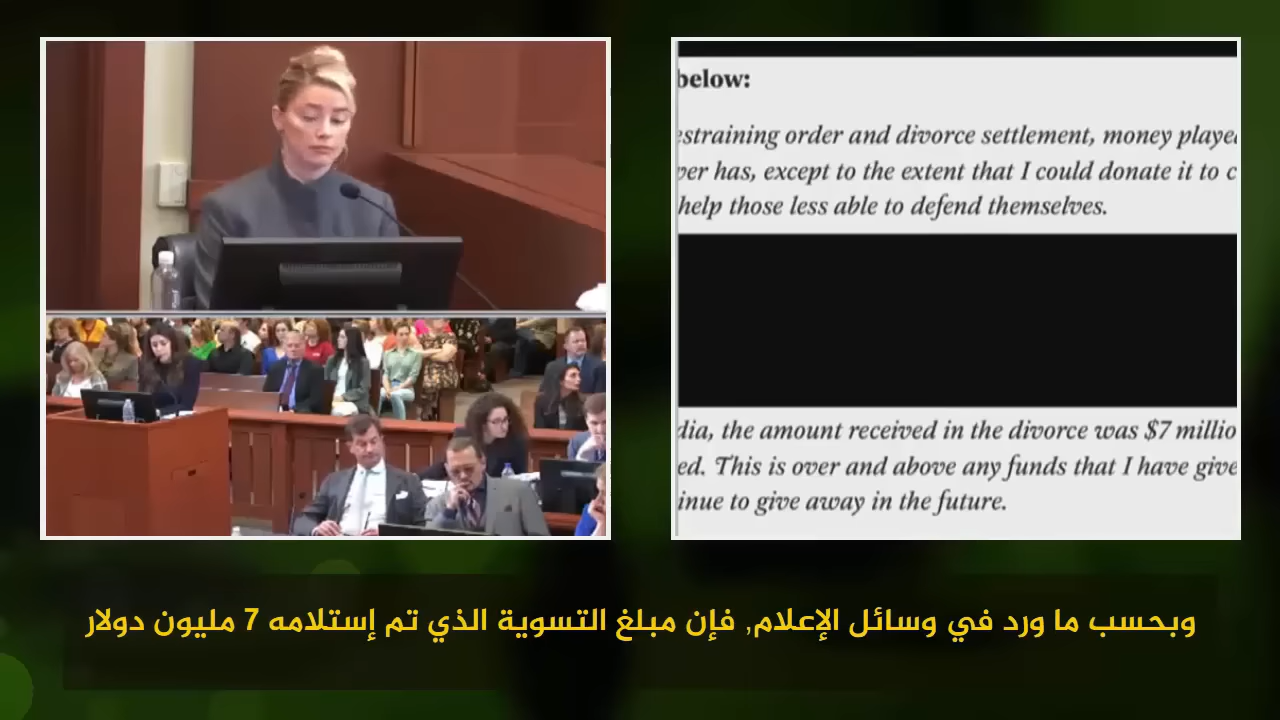 below:
estraining order and divorce settlement, money played
ver has, except to the extent that I could donate it to c
help those less able to defend themselves.
dia, the amount received in the divorce was $7 millio
ed. This is over and above any funds that I have give
inue to give away in the future.
وبحسب ما ورد في وسائل الإعلام, فإن مبلغ التسوية الذي تم إستلامه 7 مليون دولار